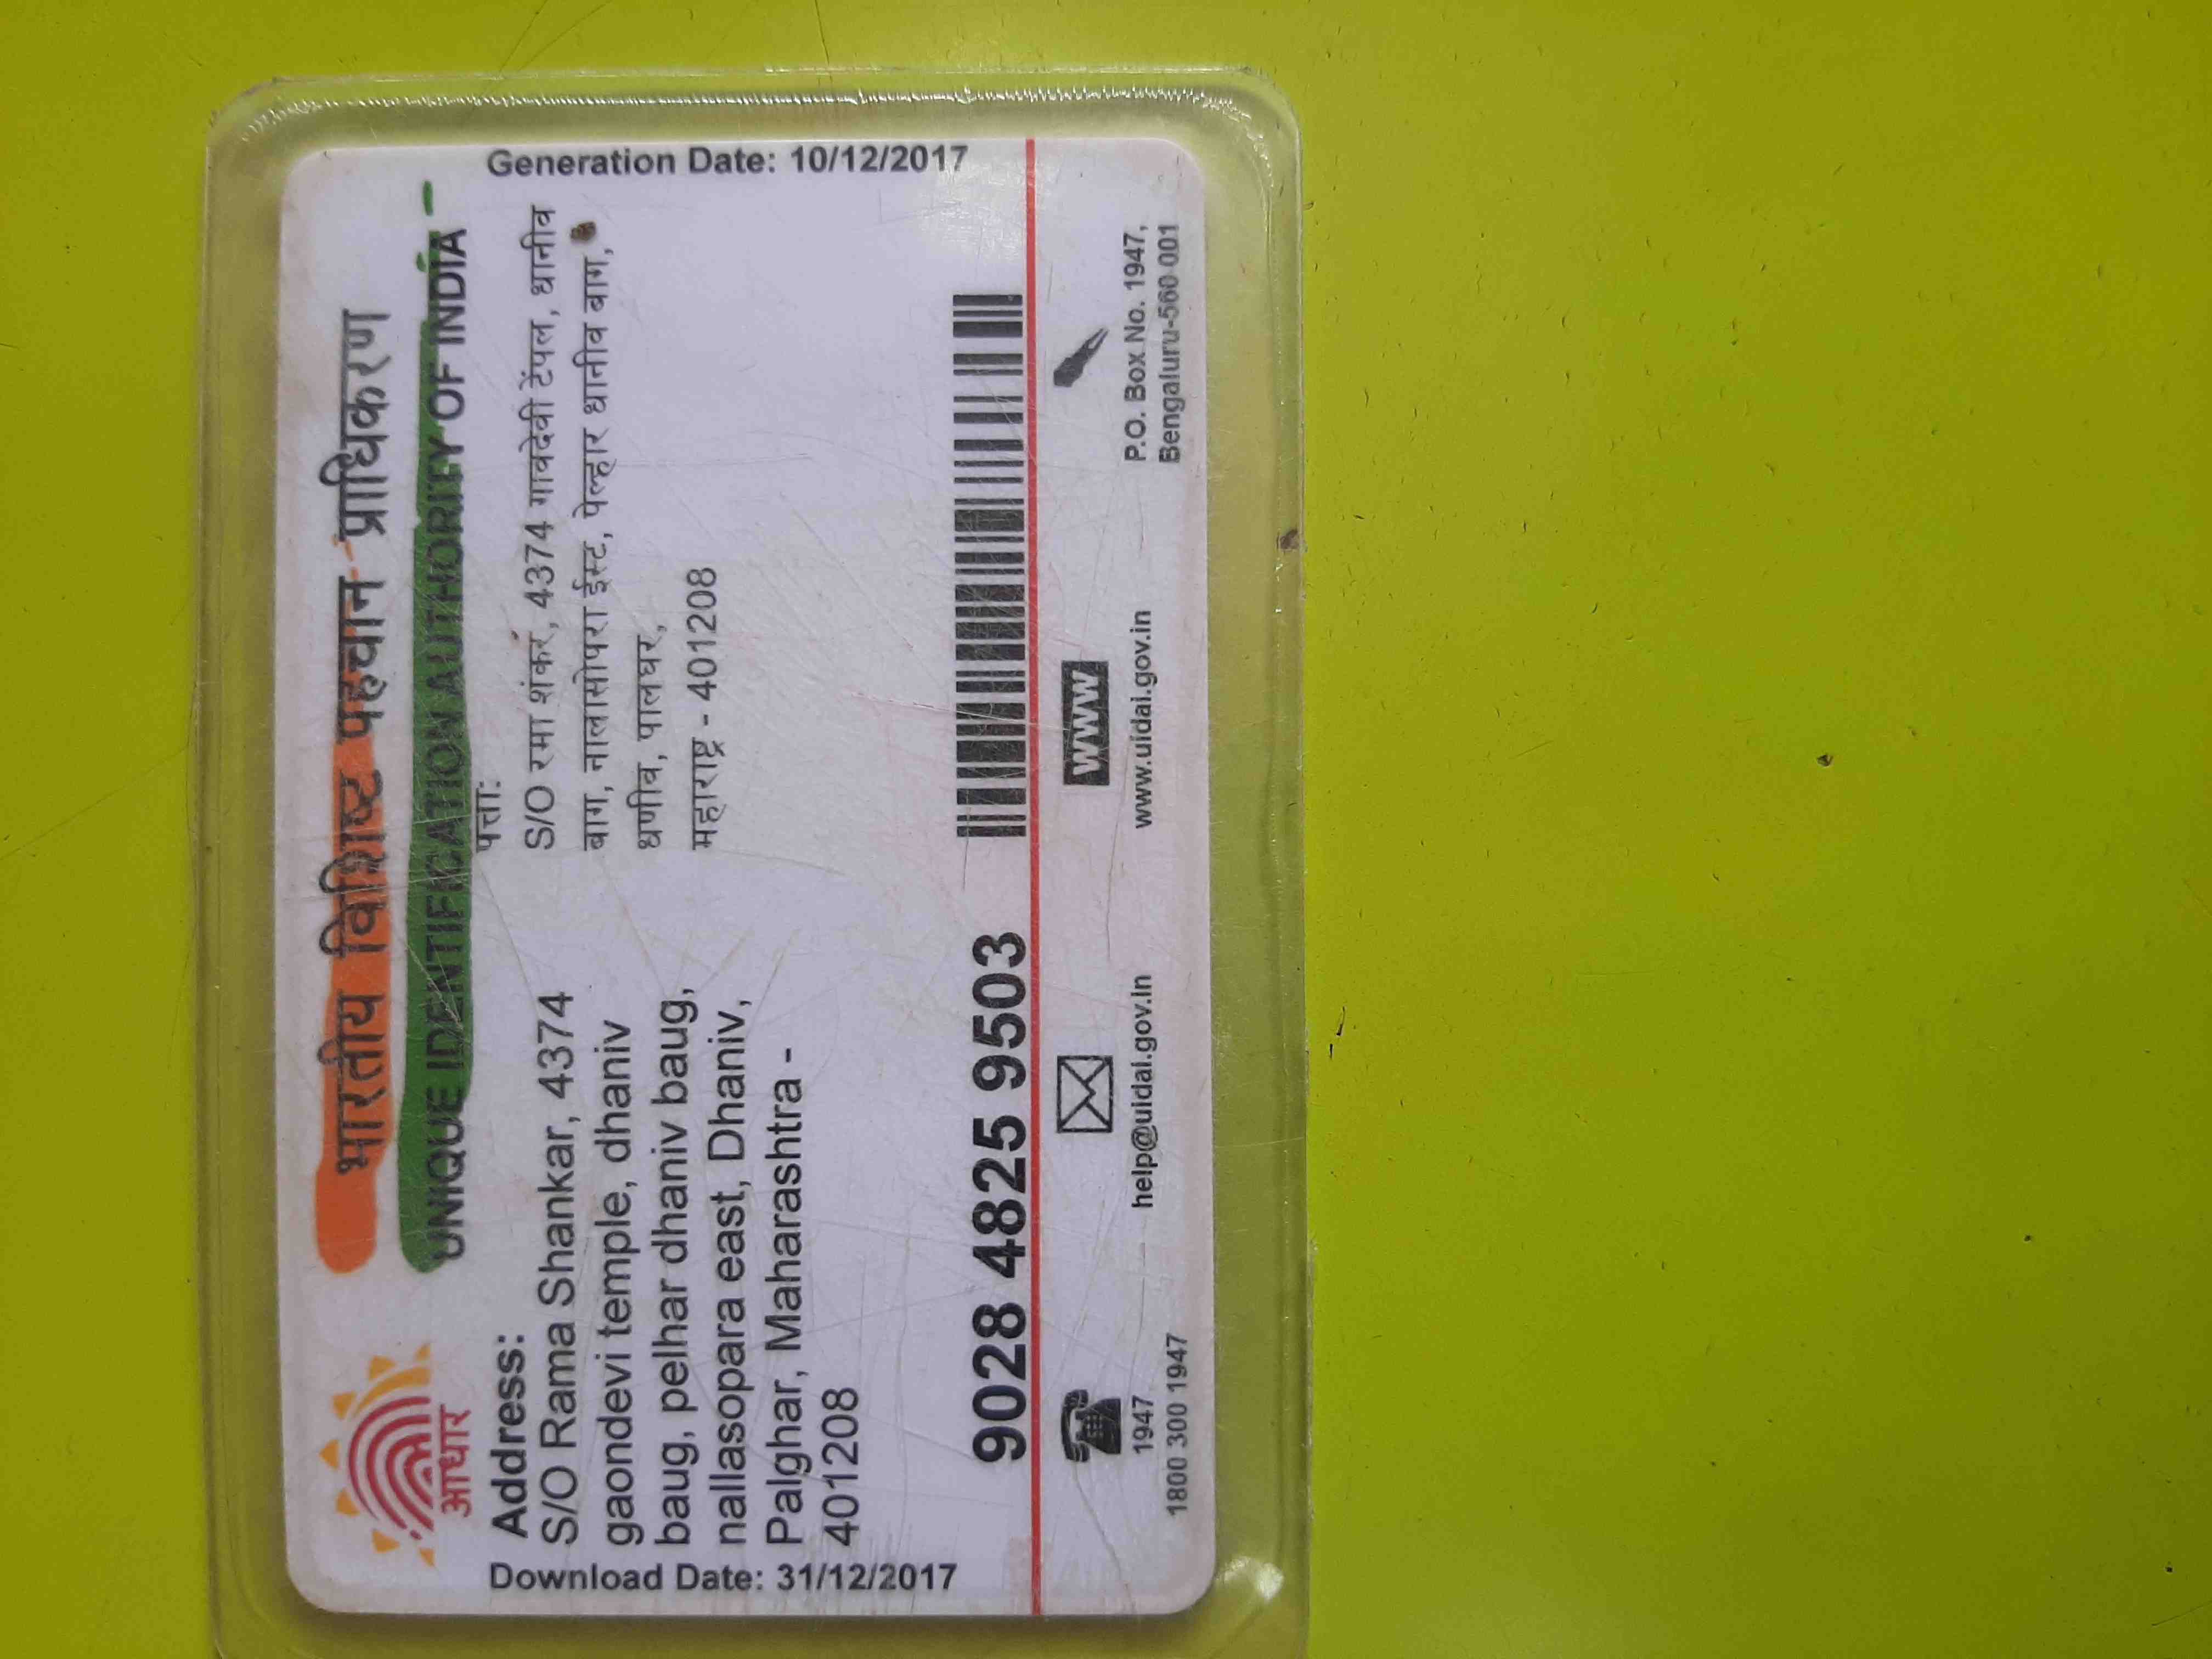 भारतीय विशिष्ट पहचान प्राधिकरण
UNIQUE IDENTIFICATION AUTHORITY OF INDIA
आधार
Download Date: 31/12/2017
Generation Date: 10/12/2017
Address:
S/O Rama Shankar, 4374
gaondevi temple, dhaniv
baug, pelhar dhaniv baug,
nallasopara east, Dhaniv,
Palghar, Maharashtra -
401208
पत्ता:
S/O रमा शंकर, 4374 गावदेवी टेंपल, धानीव
बाग, नालासोपरा ईस्ट, पेल्हार धानीव बाग,
धणीव, पालघर,
महाराष्ट्र - 401208
9028 4825 9503
1947
1800 300 1947
help@uidai.gov.in
www
www.uidai.gov.in
P.O. Box No. 1947,
Bengaluru-560 001